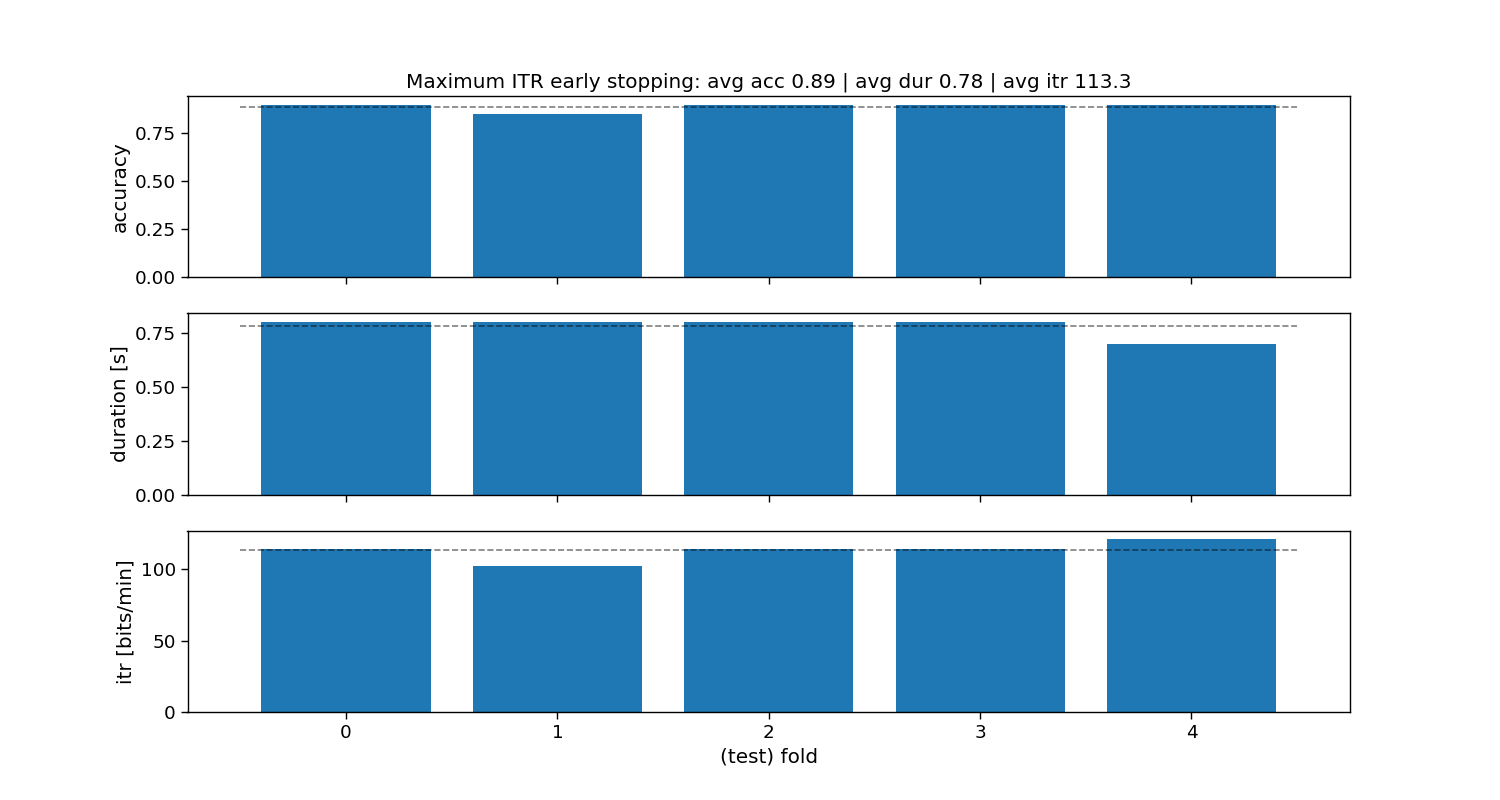 Maximum ITR early stopping: avg acc 0.89 | avg dur 0.78 | avg itr 113.3
accuracy
0.75
0.50
0.25
0.00
duration [s]
0.75
0.50
0.25
0.00
itr [bits/min]
100
50
0
0 1 2 3 4
(test) fold